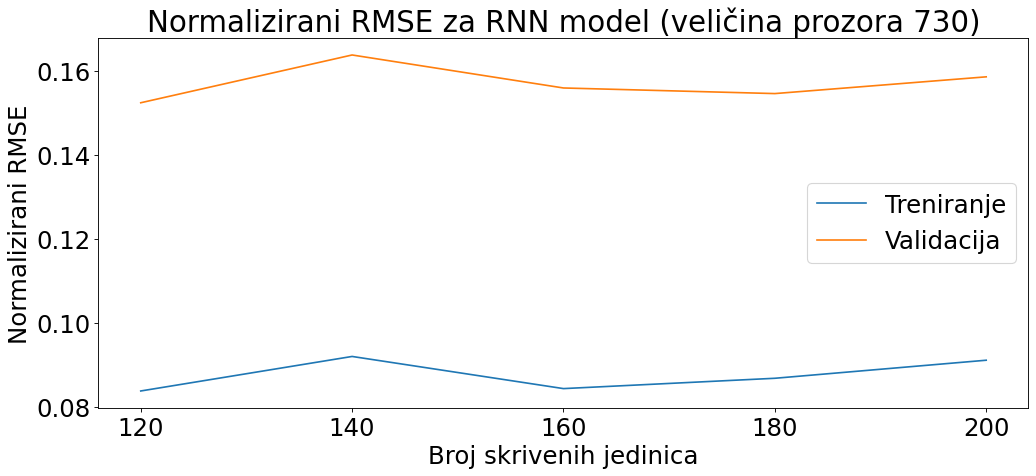 Normalizirani RMSE za RNN model (veličina prozora 730)
Normalizirani RMSE
0.16
0.14
0.12
0.10
0.08
Treniranje
Validacija
120 140 160 180 200
Broj skrivenih jedinica